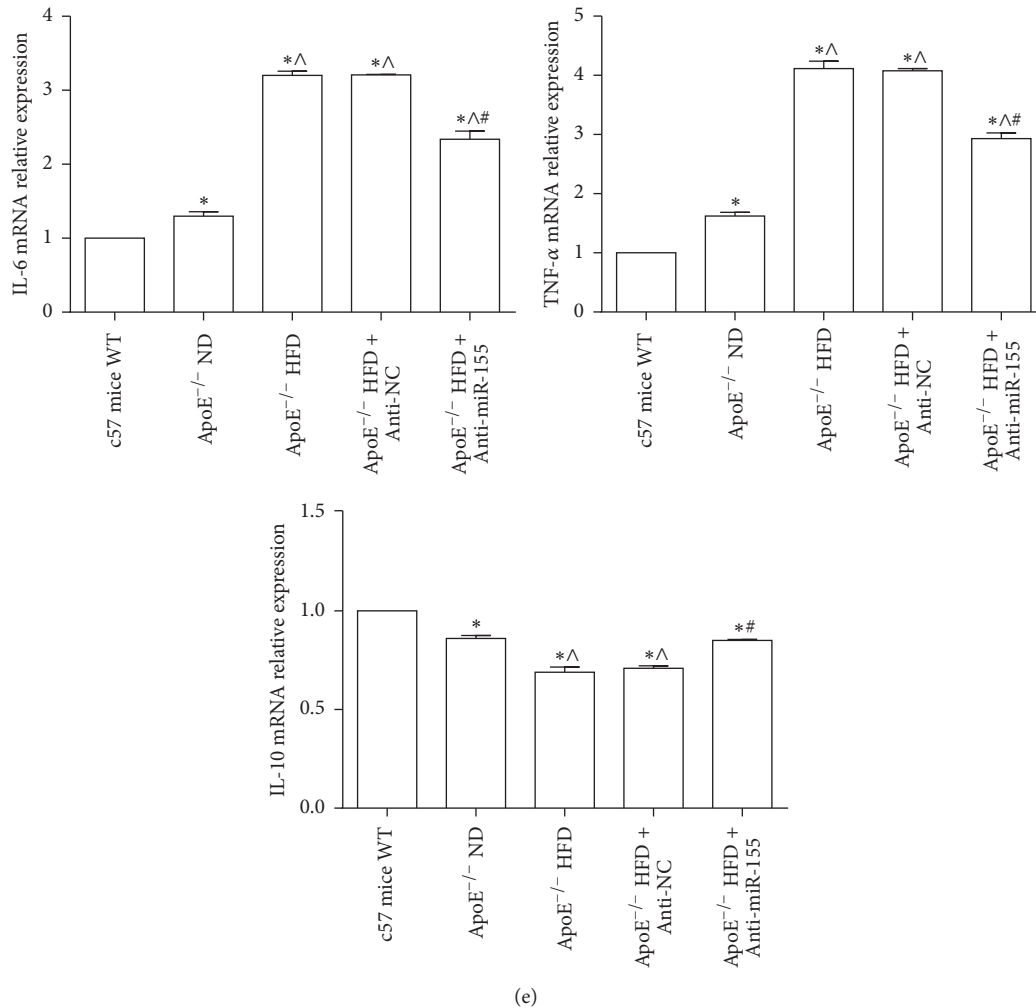 IL-6 mRNA relative expression
4
3
2
1
0
*
*^
*^
*^#
c57 mice WT
ApoE⁻/⁻ ND
ApoE⁻/⁻ HFD
ApoE⁻/⁻ HFD +
Anti-NC
ApoE⁻/⁻ HFD +
Anti-miR-155
TNF-α mRNA relative expression
5
4
3
2
1
0
*
*^
*^
*^#
c57 mice WT
ApoE⁻/⁻ ND
ApoE⁻/⁻ HFD
ApoE⁻/⁻ HFD +
Anti-NC
ApoE⁻/⁻ HFD +
Anti-miR-155
IL-10 mRNA relative expression
1.5
1.0
0.5
0.0
*
*^
*^
*#
c57 mice WT
ApoE⁻/⁻ ND
ApoE⁻/⁻ HFD
ApoE⁻/⁻ HFD +
Anti-NC
ApoE⁻/⁻ HFD +
Anti-miR-155
(e)